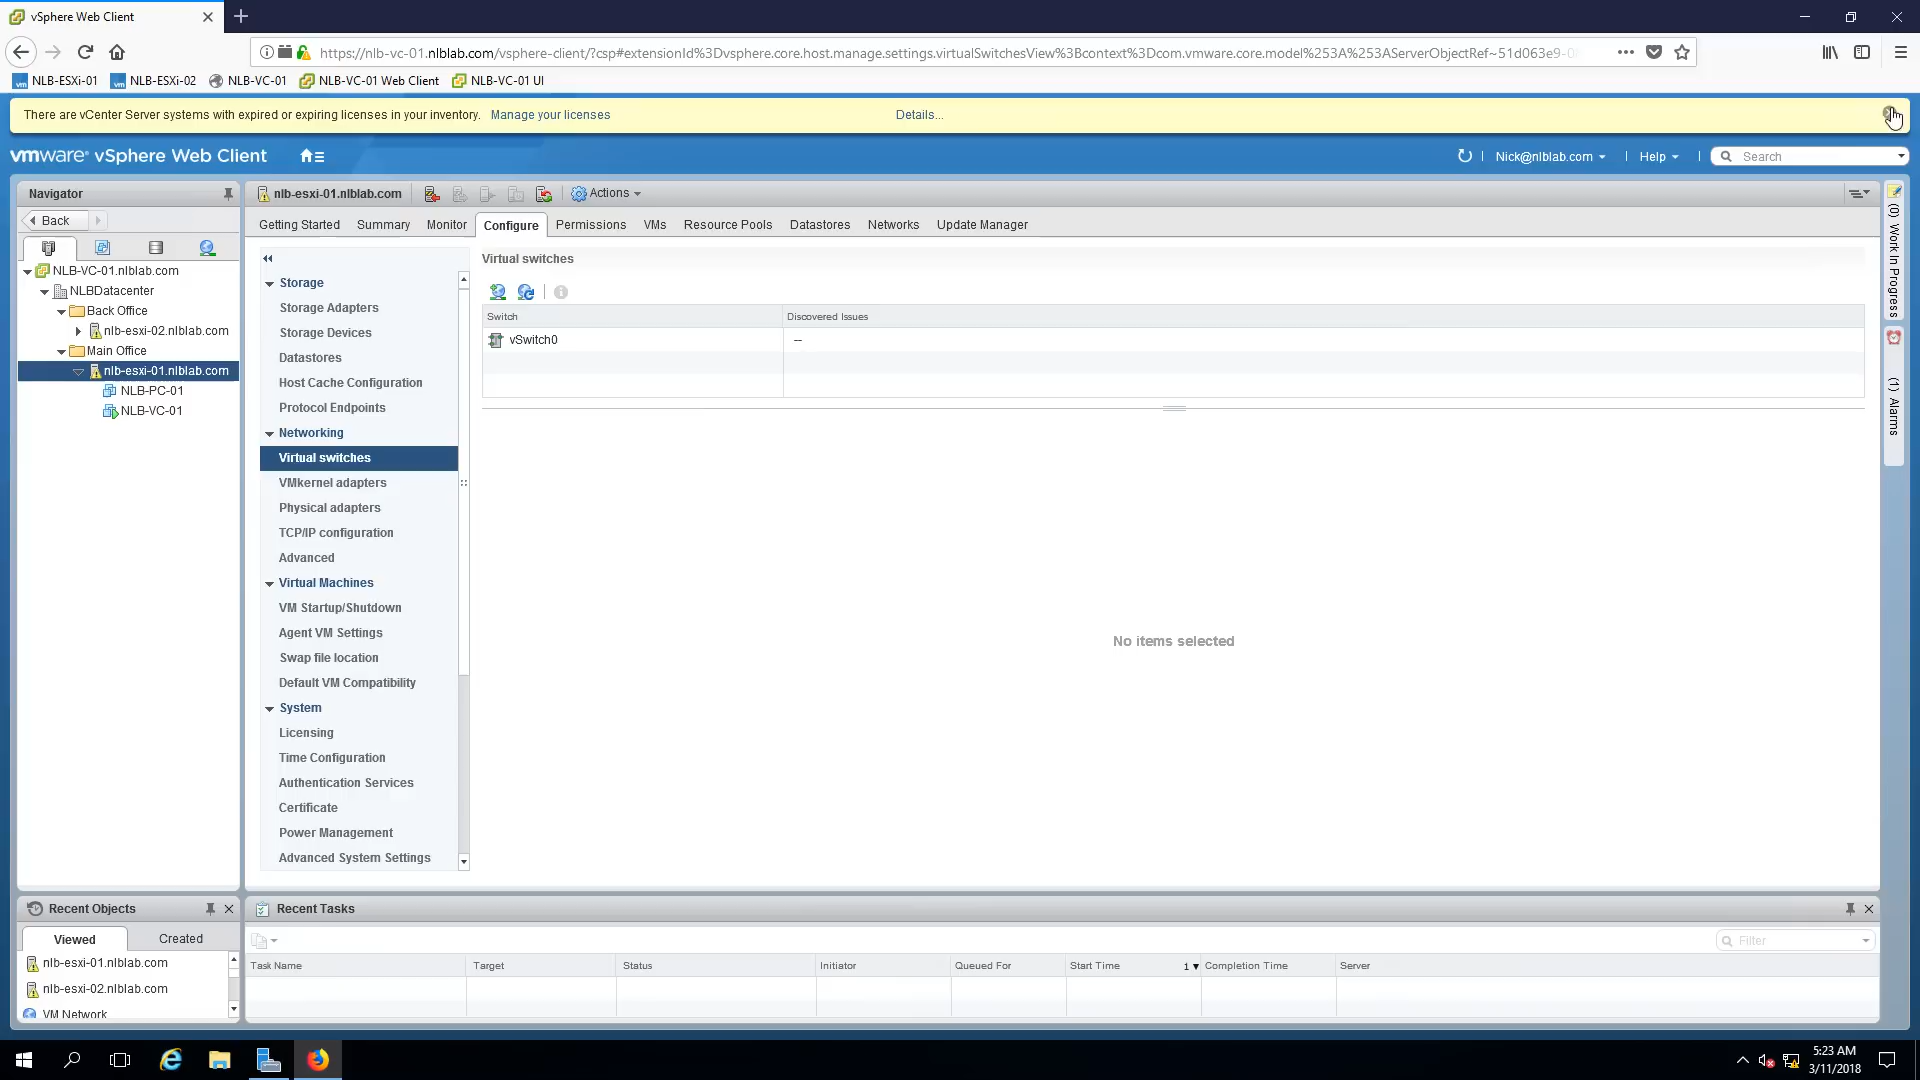 vSphere Web Client
https://nlb-vc-01.nlblab.com/vsphere-client/?csp#extensionId%3Dvsphere.core.host.manage.settings.virtualSwitchesView%3Bcontext%3Dcom.vmware.core.model%253A%253AServerObjectRef~51d063e9-0
NLB-ESXi-01
NLB-ESXi-02
NLB-VC-01
NLB-VC-01 Web Client
NLB-VC-01 UI
There are vCenter Server systems with expired or expiring licenses in your inventory. Manage your licenses
Details...
vmware vSphere Web Client
Nick@nlblab.com
Help
Search
Navigator
Back
NLB-VC-01.nlblab.com
NLBDatacenter
Back Office
nlb-esxi-02.nlblab.com
Main Office
nlb-esxi-01.nlblab.com
NLB-PC-01
NLB-VC-01
nlb-esxi-01.nlblab.com
Actions
Getting Started
Summary
Monitor
Configure
Permissions
VMs
Resource Pools
Datastores
Networks
Update Manager
Storage
Storage Adapters
Storage Devices
Datastores
Host Cache Configuration
Protocol Endpoints
Networking
Virtual switches
VMkernel adapters
Physical adapters
TCP/IP configuration
Advanced
Virtual Machines
VM Startup/Shutdown
Agent VM Settings
Swap file location
Default VM Compatibility
System
Licensing
Time Configuration
Authentication Services
Certificate
Power Management
Advanced System Settings
Virtual switches
Switch
Discovered Issues
vSwitch0
--
No items selected
(0) Work In Progress
(1) Alarms
Recent Objects
Viewed
Created
nlb-esxi-01.nlblab.com
nlb-esxi-02.nlblab.com
VM Network
Recent Tasks
Filter
Task Name
Target
Status
Initiator
Queued For
Start Time
1
Completion Time
Server
5:23 AM
3/11/2018